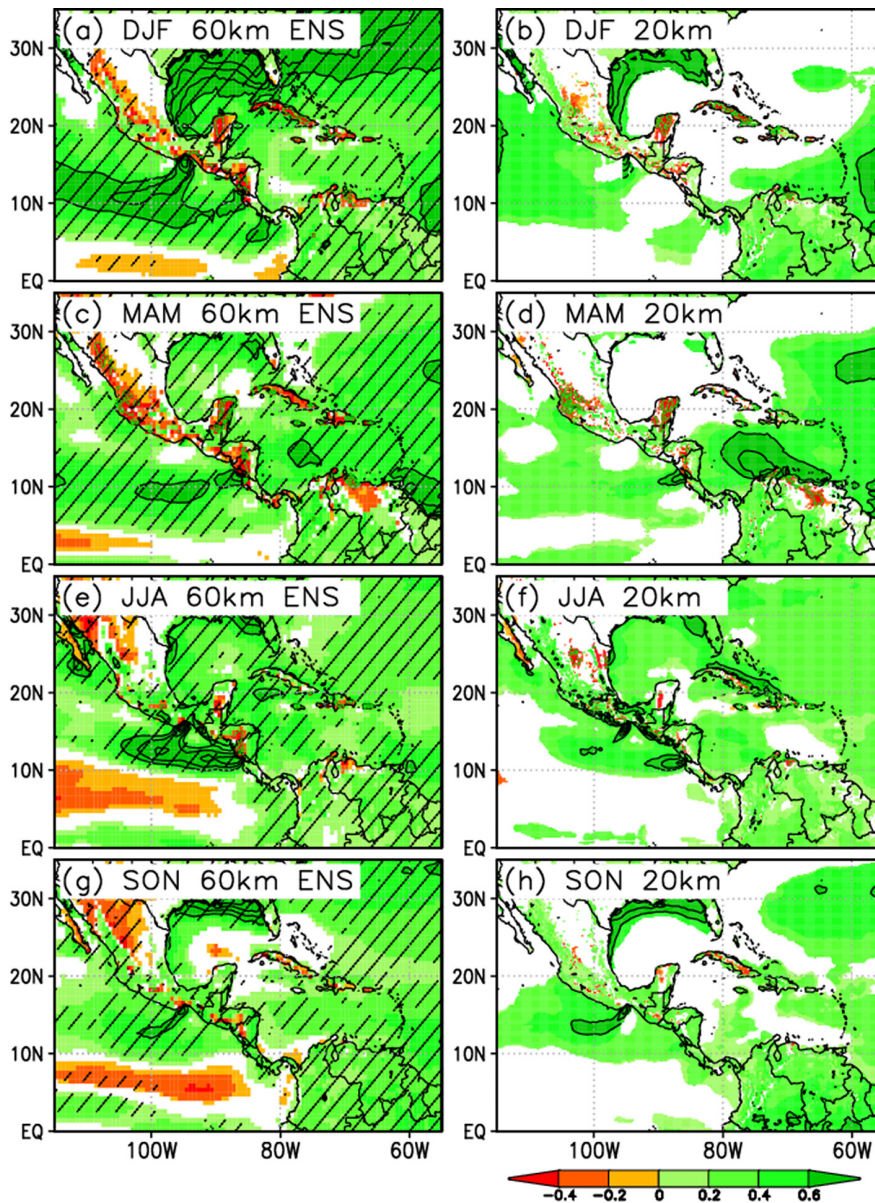 (a) DJF 60km ENS
(b) DJF 20km
30N
20N
10N
EQ
(c) MAM 60km ENS
(d) MAM 20km
30N
20N
10N
EQ
(e) JJA 60km ENS
(f) JJA 20km
30N
20N
10N
EQ
(g) SON 60km ENS
(h) SON 20km
30N
20N
10N
EQ
100W 80W 60W
100W 80W 60W
-0.4 -0.2 0 0.2 0.4 0.6